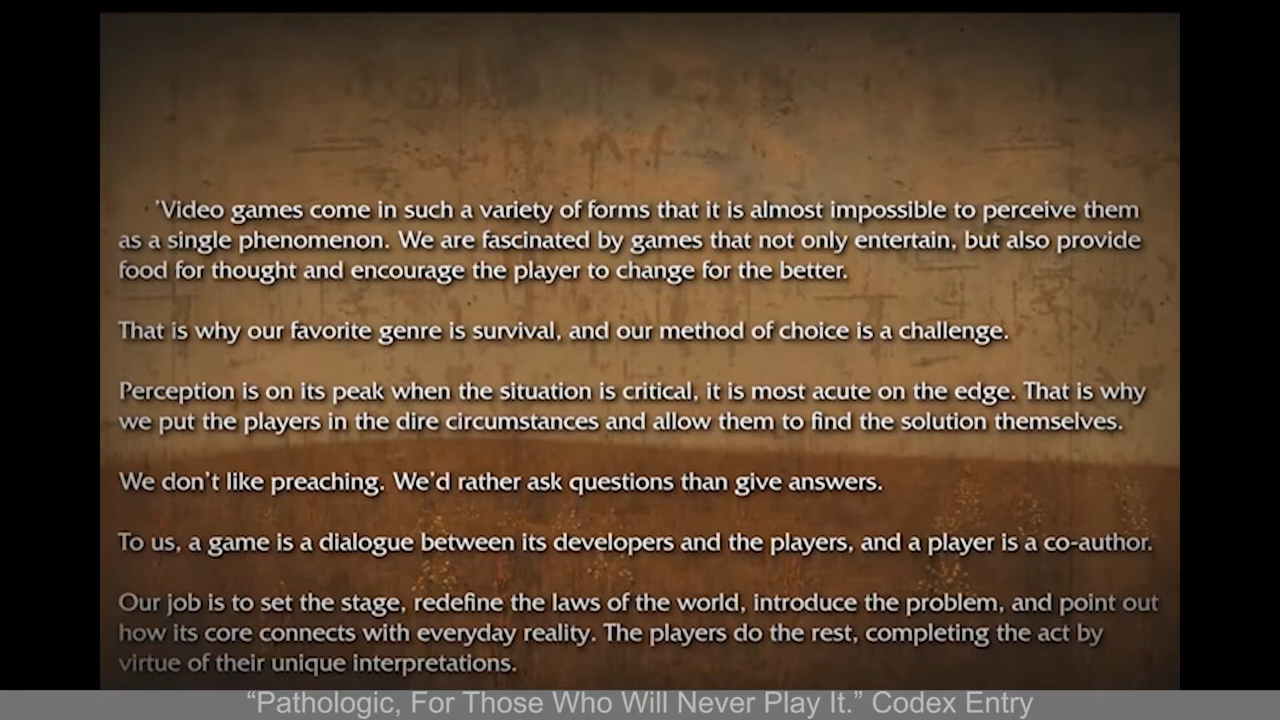 'Video games come in such a variety of forms that it is almost impossible to perceive them
as a single phenomenon. We are fascinated by games that not only entertain, but also provide
food for thought and encourage the player to change for the better.
That is why our favorite genre is survival, and our method of choice is a challenge.
Perception is on its peak when the situation is critical, it is most acute on the edge. That is why
we put the players in the dire circumstances and allow them to find the solution themselves.
We don't like preaching. We'd rather ask questions than give answers.
To us, a game is a dialogue between its developers and the players, and a player is a co-author.
Our job is to set the stage, redefine the laws of the world, introduce the problem, and point out
how its core connects with everyday reality. The players do the rest, completing the act by
virtue of their unique interpretations.
“Pathologic, For Those Who Will Never Play It.” Codex Entry